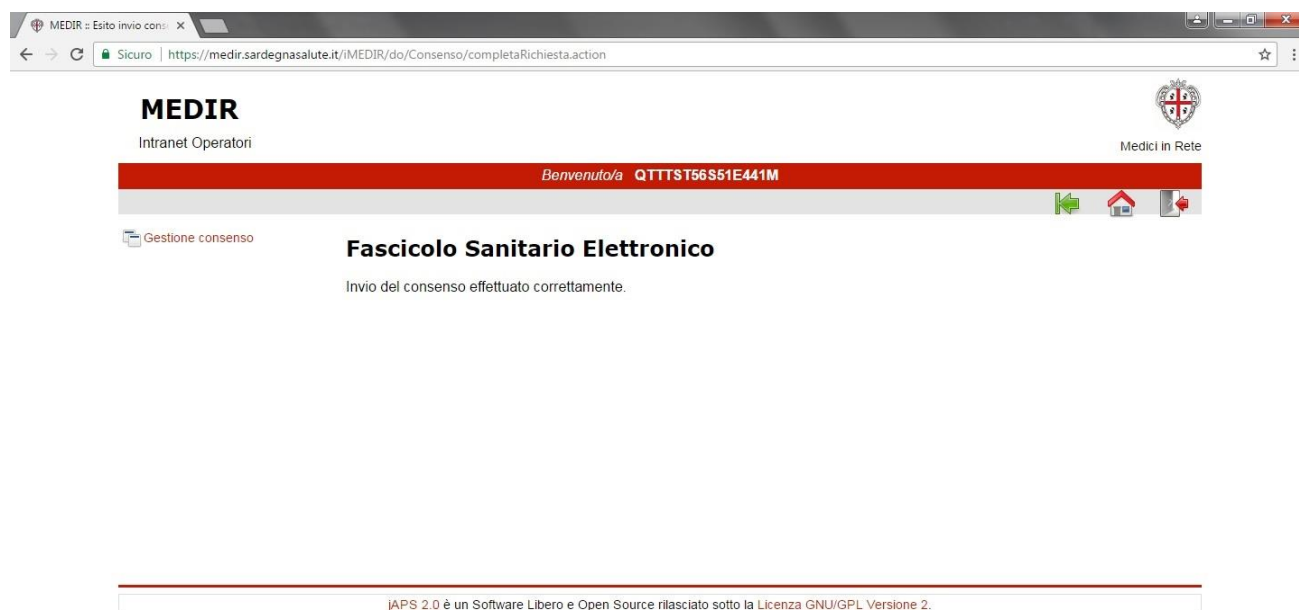 MEDIR :: Esito invio cons
Sicuro | https://medir.sardegnasalute.it/iMEDIR/do/Consenso/completaRichiesta.action
MEDIR
Intranet Operatori
Medici in Rete
Benvenuto/a QTTTST56S51E441M
Gestione consenso
Fascicolo Sanitario Elettronico
Invio del consenso effettuato correttamente.
jAPS 2.0 è un Software Libero e Open Source rilasciato sotto la Licenza GNU/GPL Versione 2.